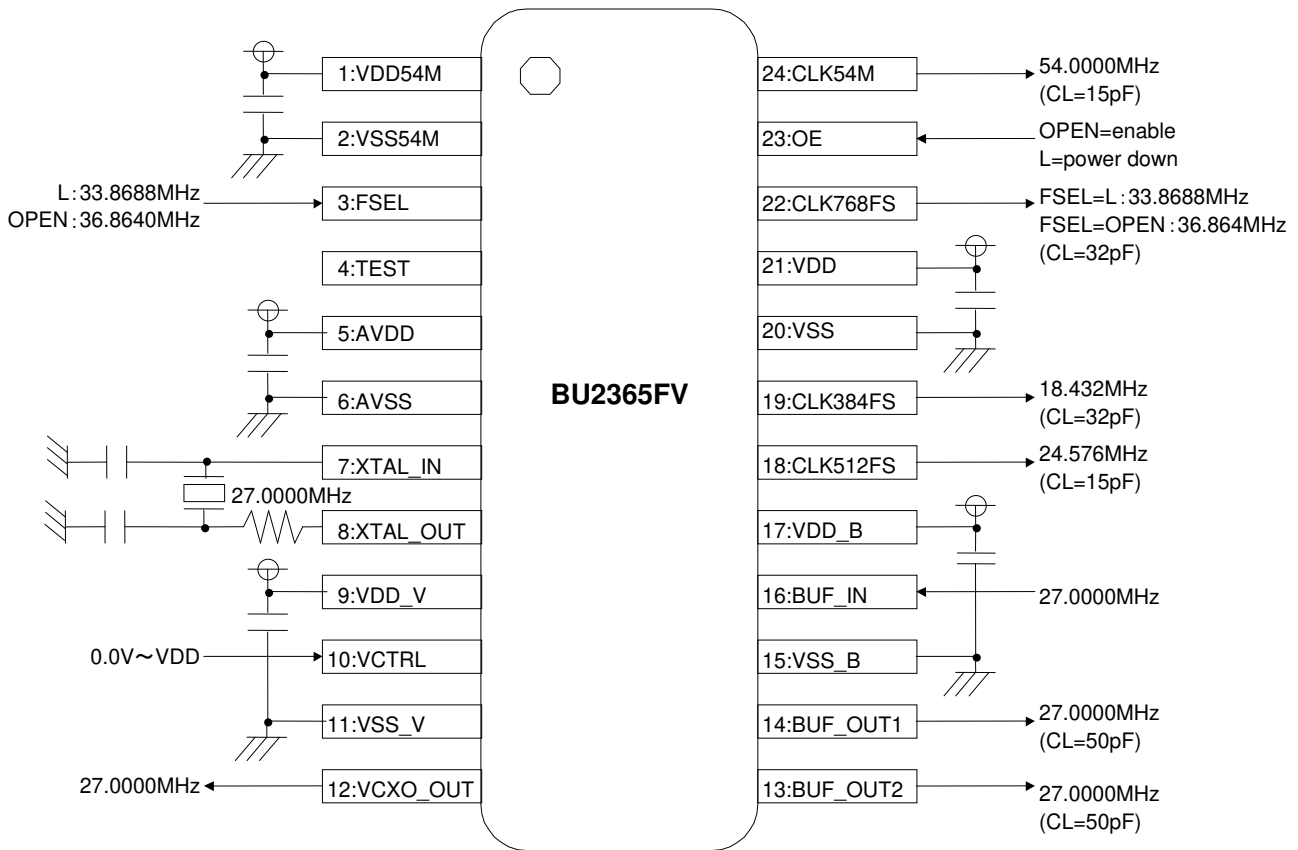 1:VDD54M
2:VSS54M
L:33.8688MHz
OPEN:36.8640MHz
3:FSEL
4:TEST
5:AVDD
6:AVSS
7:XTAL_IN
27.0000MHz
8:XTAL_OUT
9:VDD_V
0.0V～VDD
10:VCTRL
11:VSS_V
27.0000MHz
12:VCXO_OUT
BU2365FV
24:CLK54M
54.0000MHz
(CL=15pF)
23:OE
OPEN=enable
L=power down
22:CLK768FS
FSEL=L:33.8688MHz
FSEL=OPEN:36.864MHz
(CL=32pF)
21:VDD
20:VSS
19:CLK384FS
18.432MHz
(CL=32pF)
18:CLK512FS
24.576MHz
(CL=15pF)
17:VDD_B
16:BUF_IN
27.0000MHz
15:VSS_B
14:BUF_OUT1
27.0000MHz
(CL=50pF)
13:BUF_OUT2
27.0000MHz
(CL=50pF)